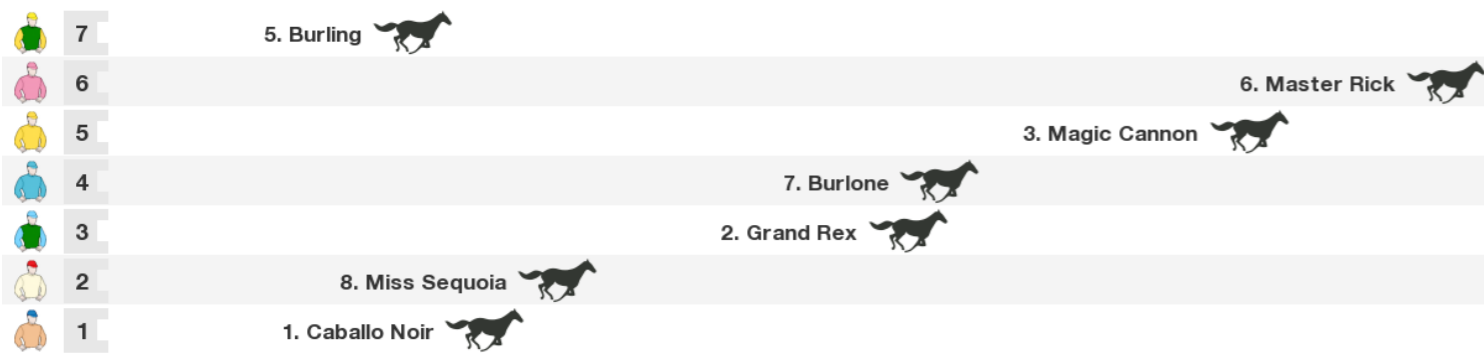 7 5. Burling
6 6. Master Rick
5 3. Magic Cannon
4 7. Burlone
3 2. Grand Rex
2 8. Miss Sequoia
1 1. Caballo Noir